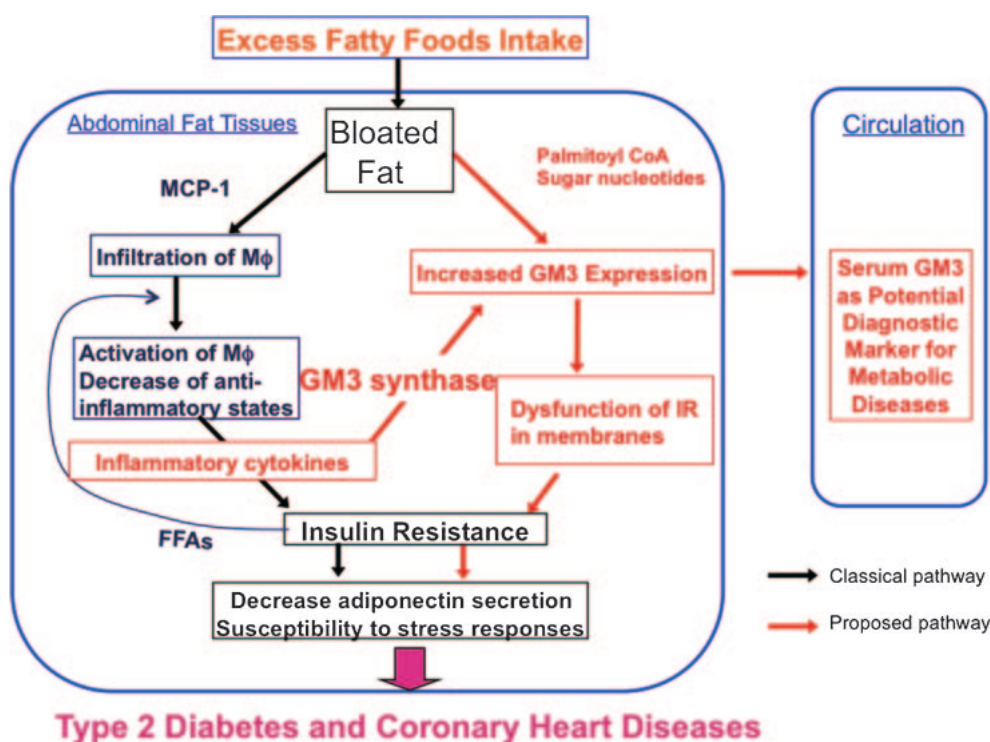 Excess Fatty Foods Intake
Abdominal Fat Tissues
Bloated
Fat
Circulation
MCP-1
Palmitoyl CoA
Sugar nucleotides
Infiltration of Mϕ
Increased GM3 Expression
Serum GM3
as Potential
Diagnostic
Marker for
Metabolic
Diseases
Activation of Mϕ
Decrease of anti-
inflammatory states
GM3 synthase
Dysfunction of IR
in membranes
Inflammatory cytokines
FFAs
Insulin Resistance
Decrease adiponectin secretion
Susceptibility to stress responses
Classical pathway
Proposed pathway
Type 2 Diabetes and Coronary Heart Diseases